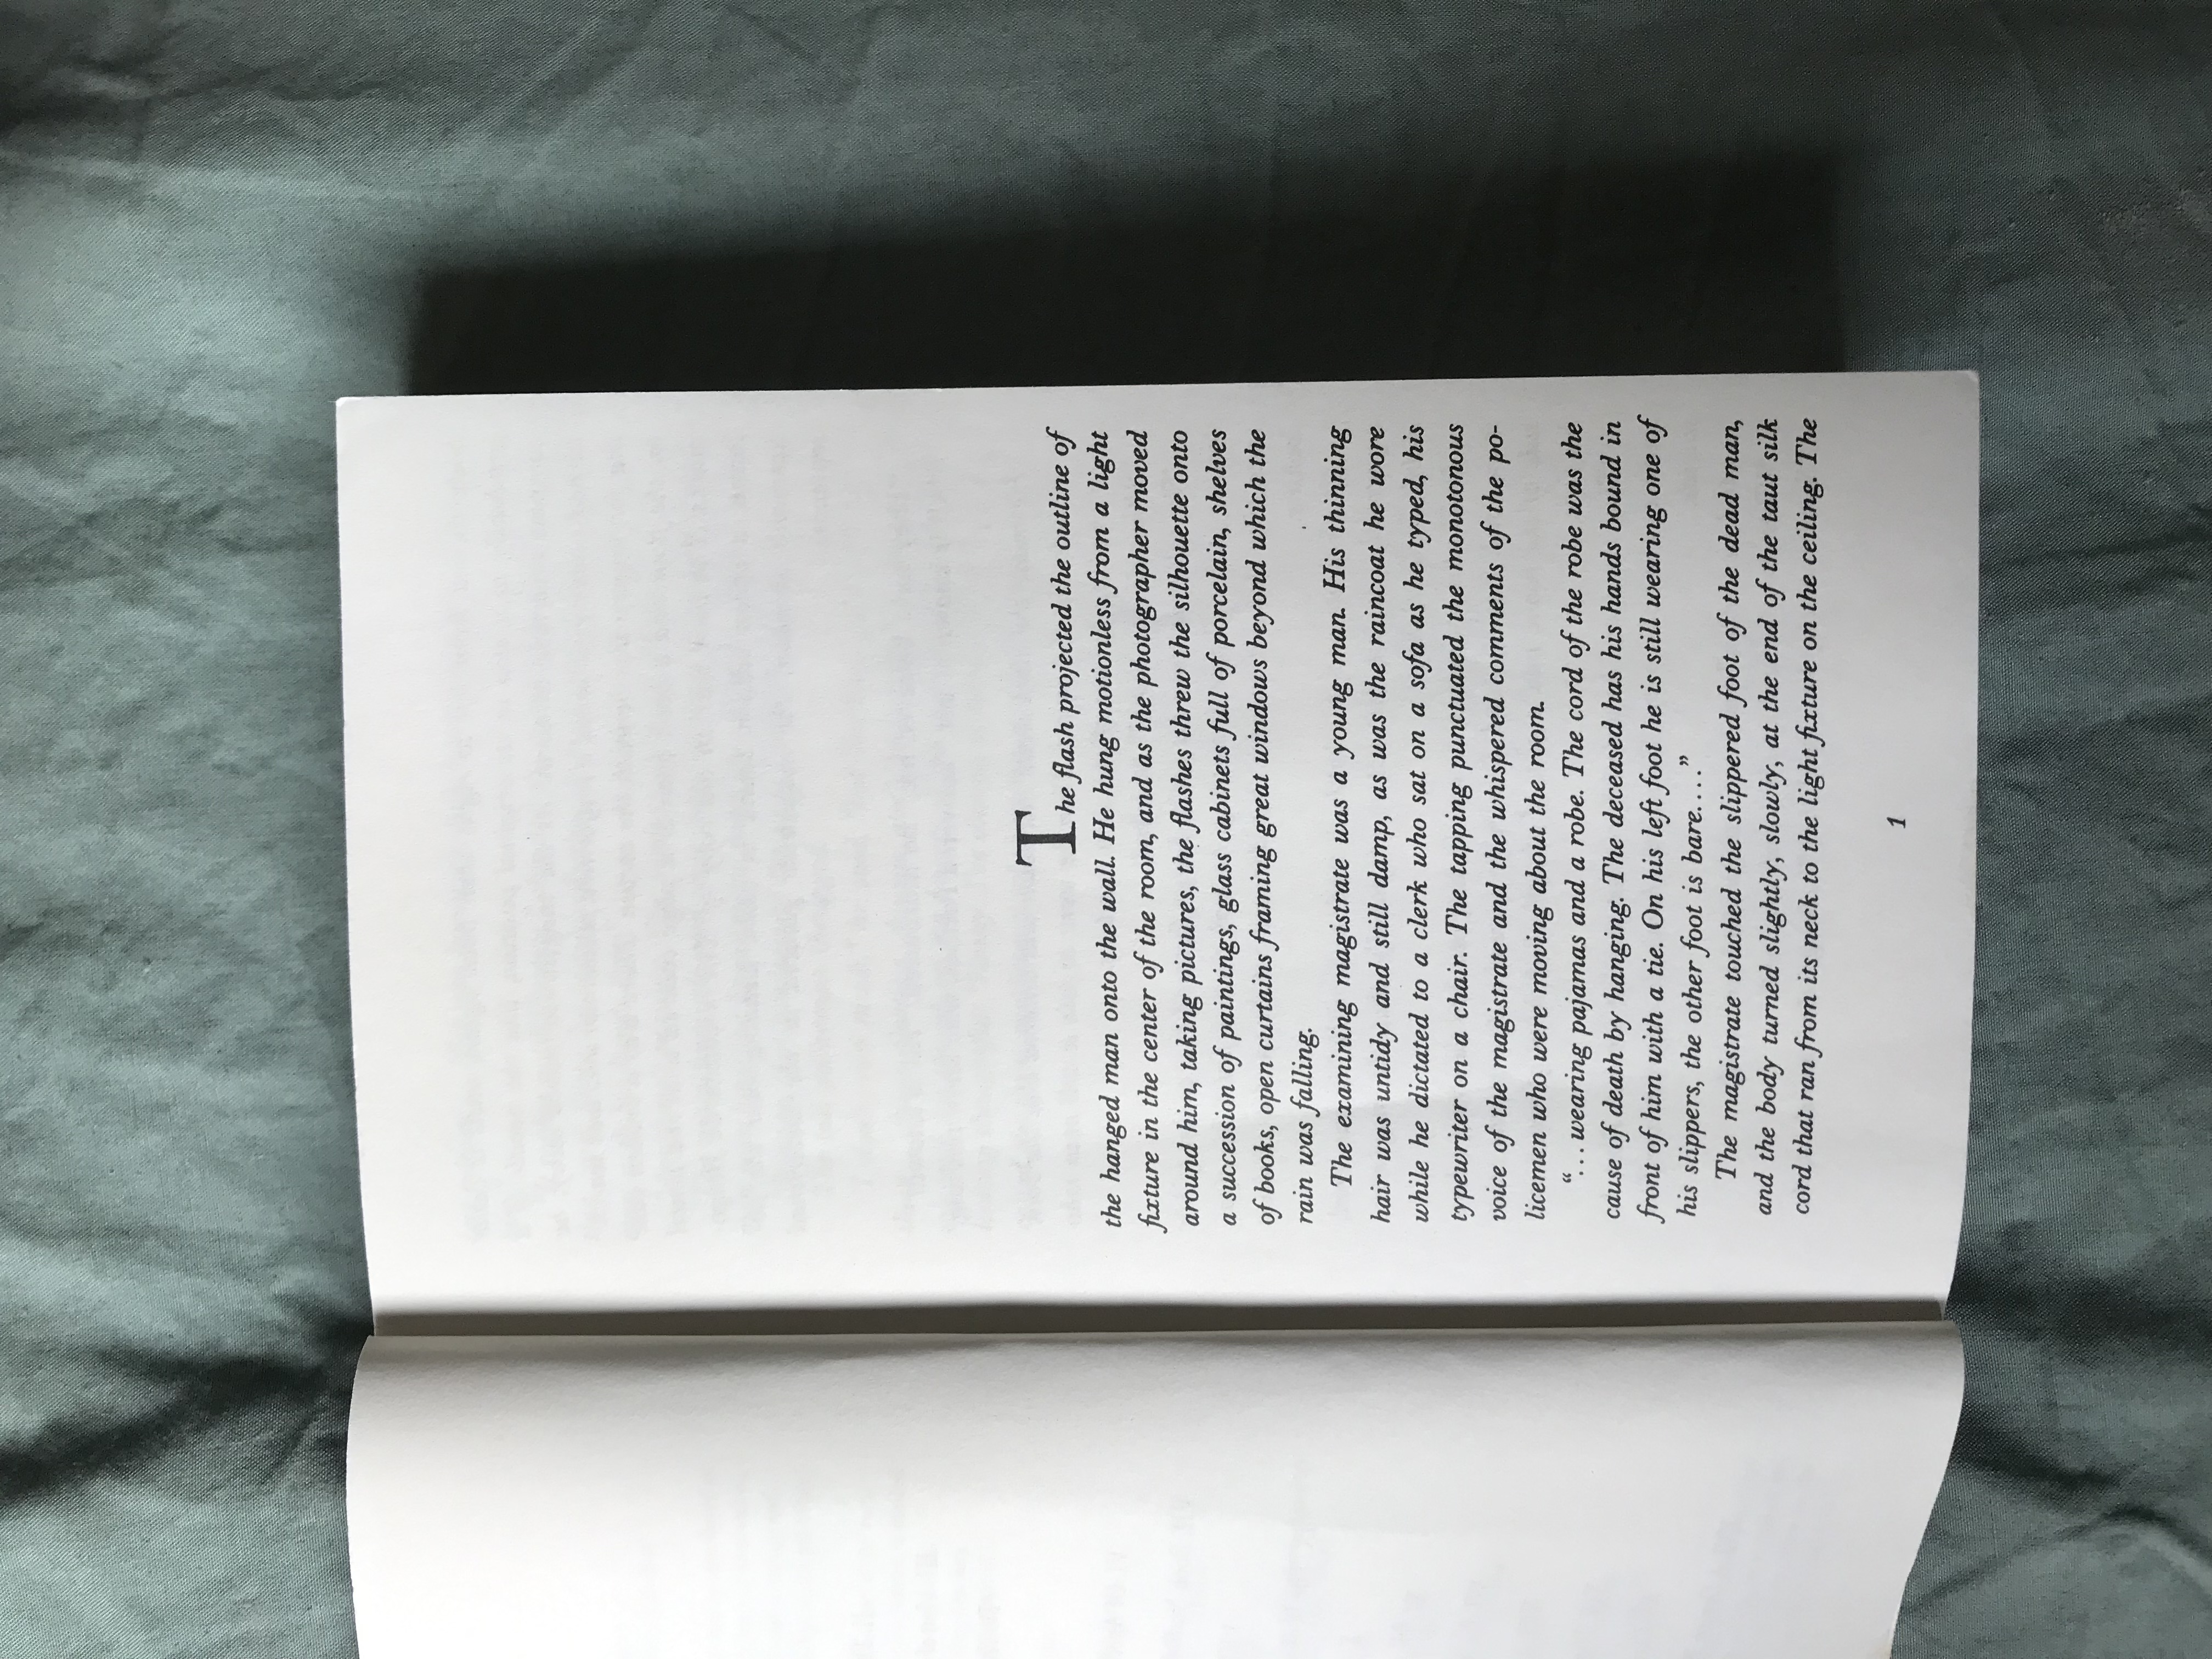 The flash projected the outline of
the hanged man onto the wall. He hung motionless from a light
fixture in the center of the room, and as the photographer moved
around him, taking pictures, the flashes threw the silhouette onto
a succession of paintings, glass cabinets full of porcelain, shelves
of books, open curtains framing great windows beyond which the
rain was falling.
The examining magistrate was a young man. His thinning
hair was untidy and still damp, as was the raincoat he wore
while he dictated to a clerk who sat on a sofa as he typed, his
typewriter on a chair. The tapping punctuated the monotonous
voice of the magistrate and the whispered comments of the po-
licemen who were moving about the room.
“... wearing pajamas and a robe. The cord of the robe was the
cause of death by hanging. The deceased has his hands bound in
front of him with a tie. On his left foot he is still wearing one of
his slippers, the other foot is bare....”
The magistrate touched the slippered foot of the dead man,
and the body turned slightly, slowly, at the end of the taut silk
cord that ran from its neck to the light fixture on the ceiling. The
1